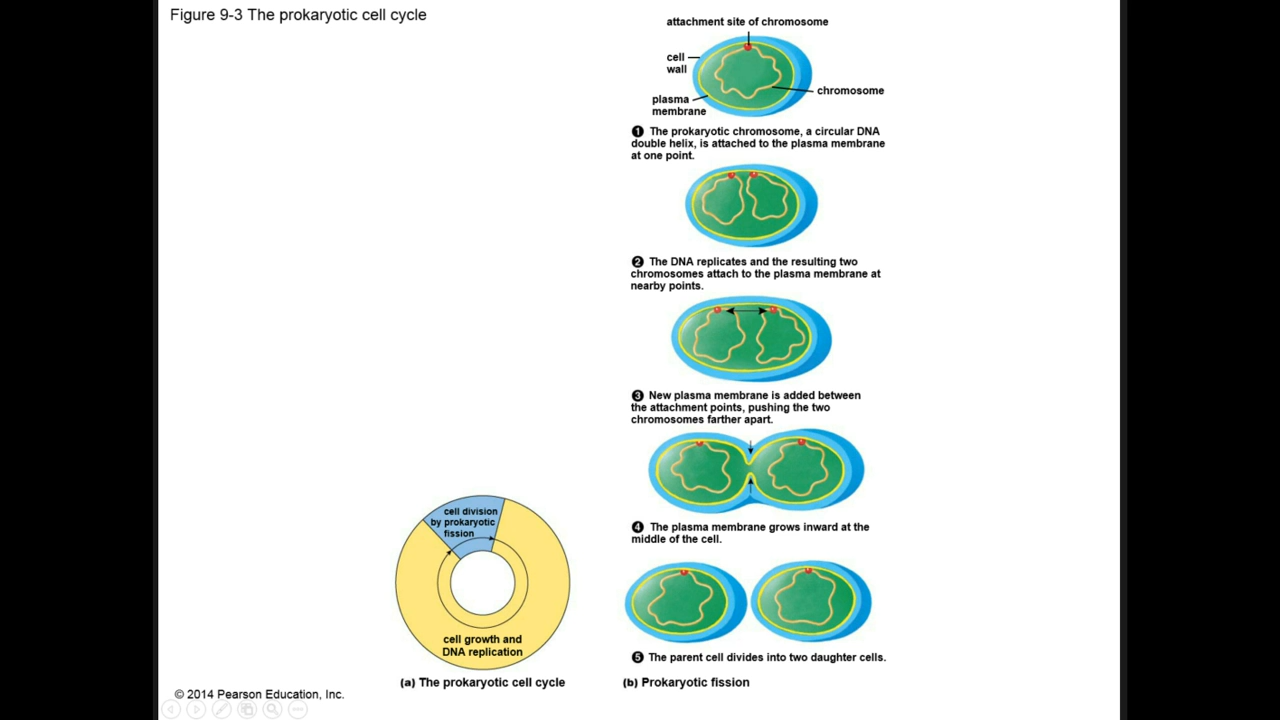 Figure 9-3 The prokaryotic cell cycle
attachment site of chromosome
cell
wall
chromosome
plasma
membrane
1 The prokaryotic chromosome, a circular DNA
double helix, is attached to the plasma membrane
at one point.
2 The DNA replicates and the resulting two
chromosomes attach to the plasma membrane at
nearby points.
3 New plasma membrane is added between
the attachment points, pushing the two
chromosomes farther apart.
4 The plasma membrane grows inward at the
middle of the cell.
5 The parent cell divides into two daughter cells.
(b) Prokaryotic fission
cell division
by prokaryotic
fission
cell growth and
DNA replication
(a) The prokaryotic cell cycle
© 2014 Pearson Education, Inc.